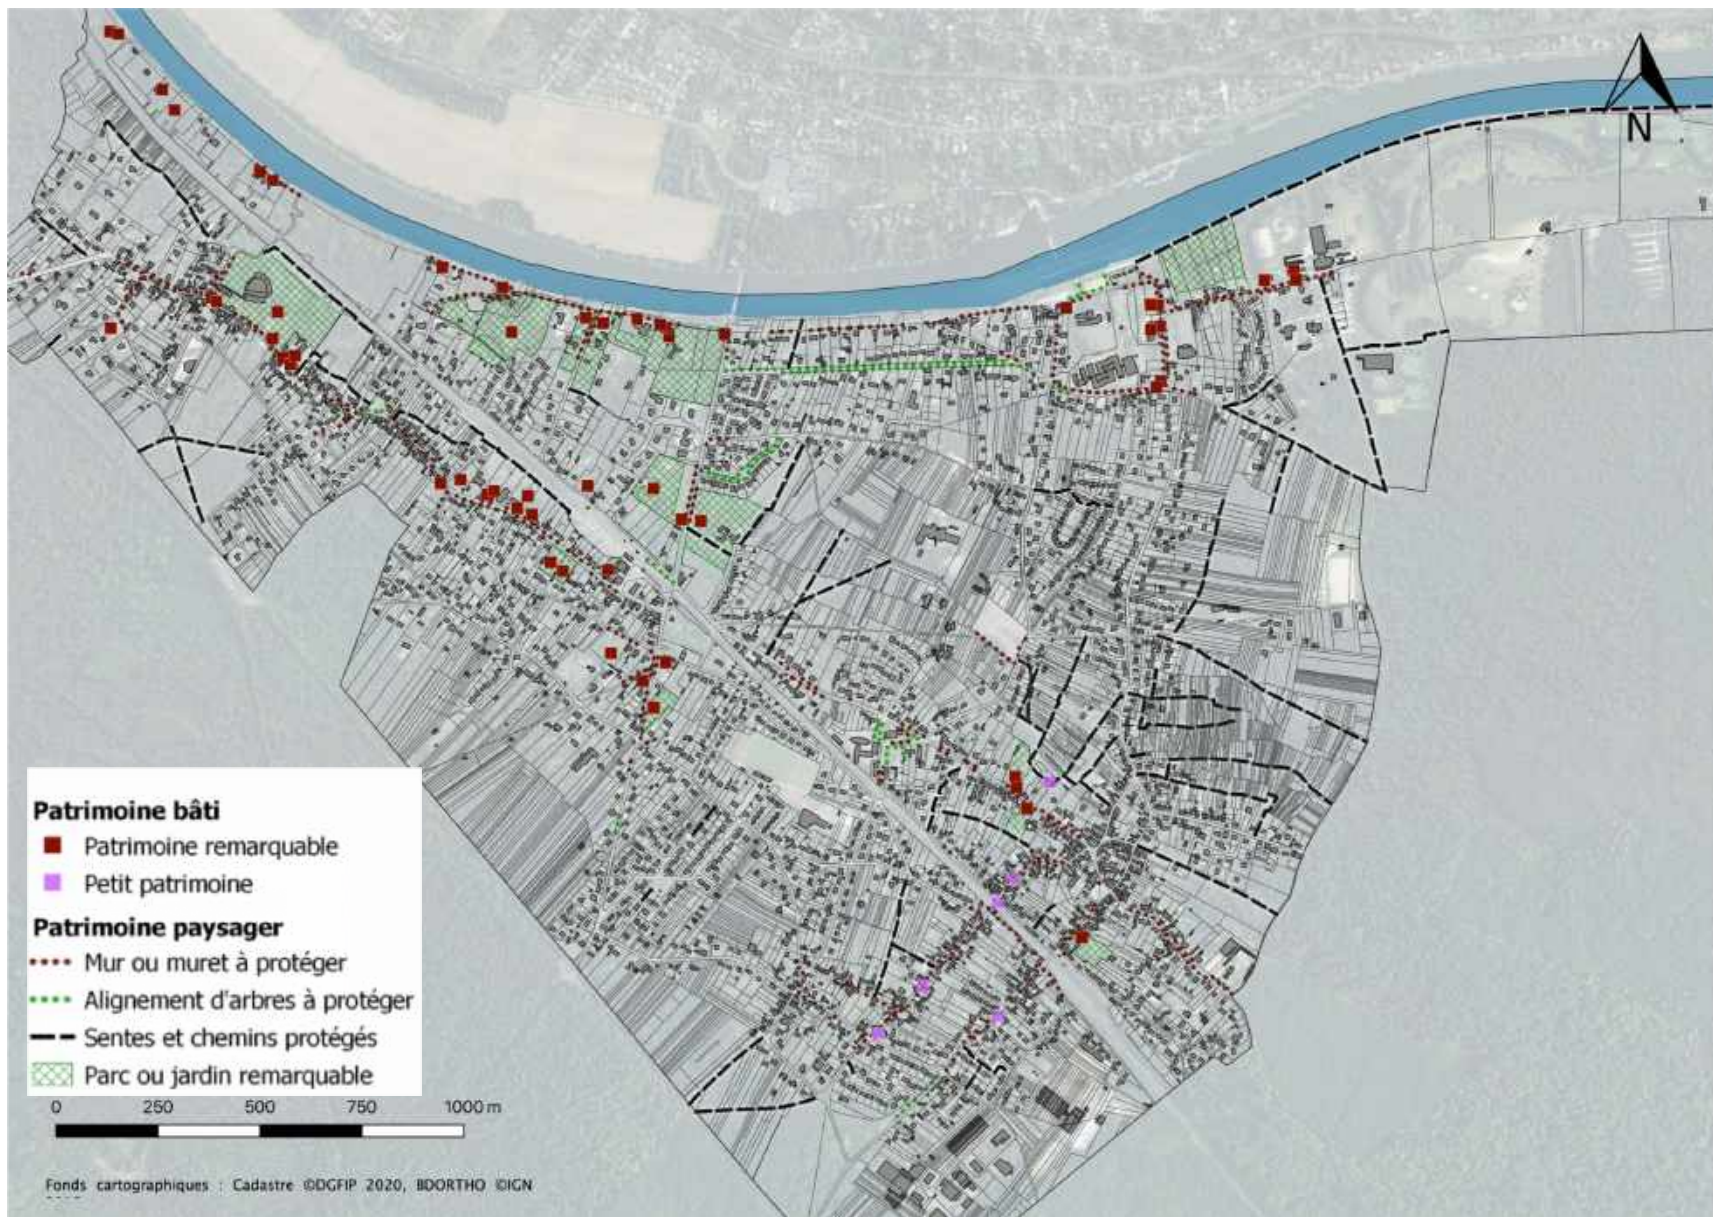 N
Patrimoine bâti
Patrimoine remarquable
Petit patrimoine
Patrimoine paysager
Mur ou muret à protéger
Alignement d'arbres à protéger
Sentes et chemins protégés
Parc ou jardin remarquable
0 250 500 750 1000 m
Fonds cartographiques : Cadastre ©DGFIP 2020, BDORTHO ©IGN